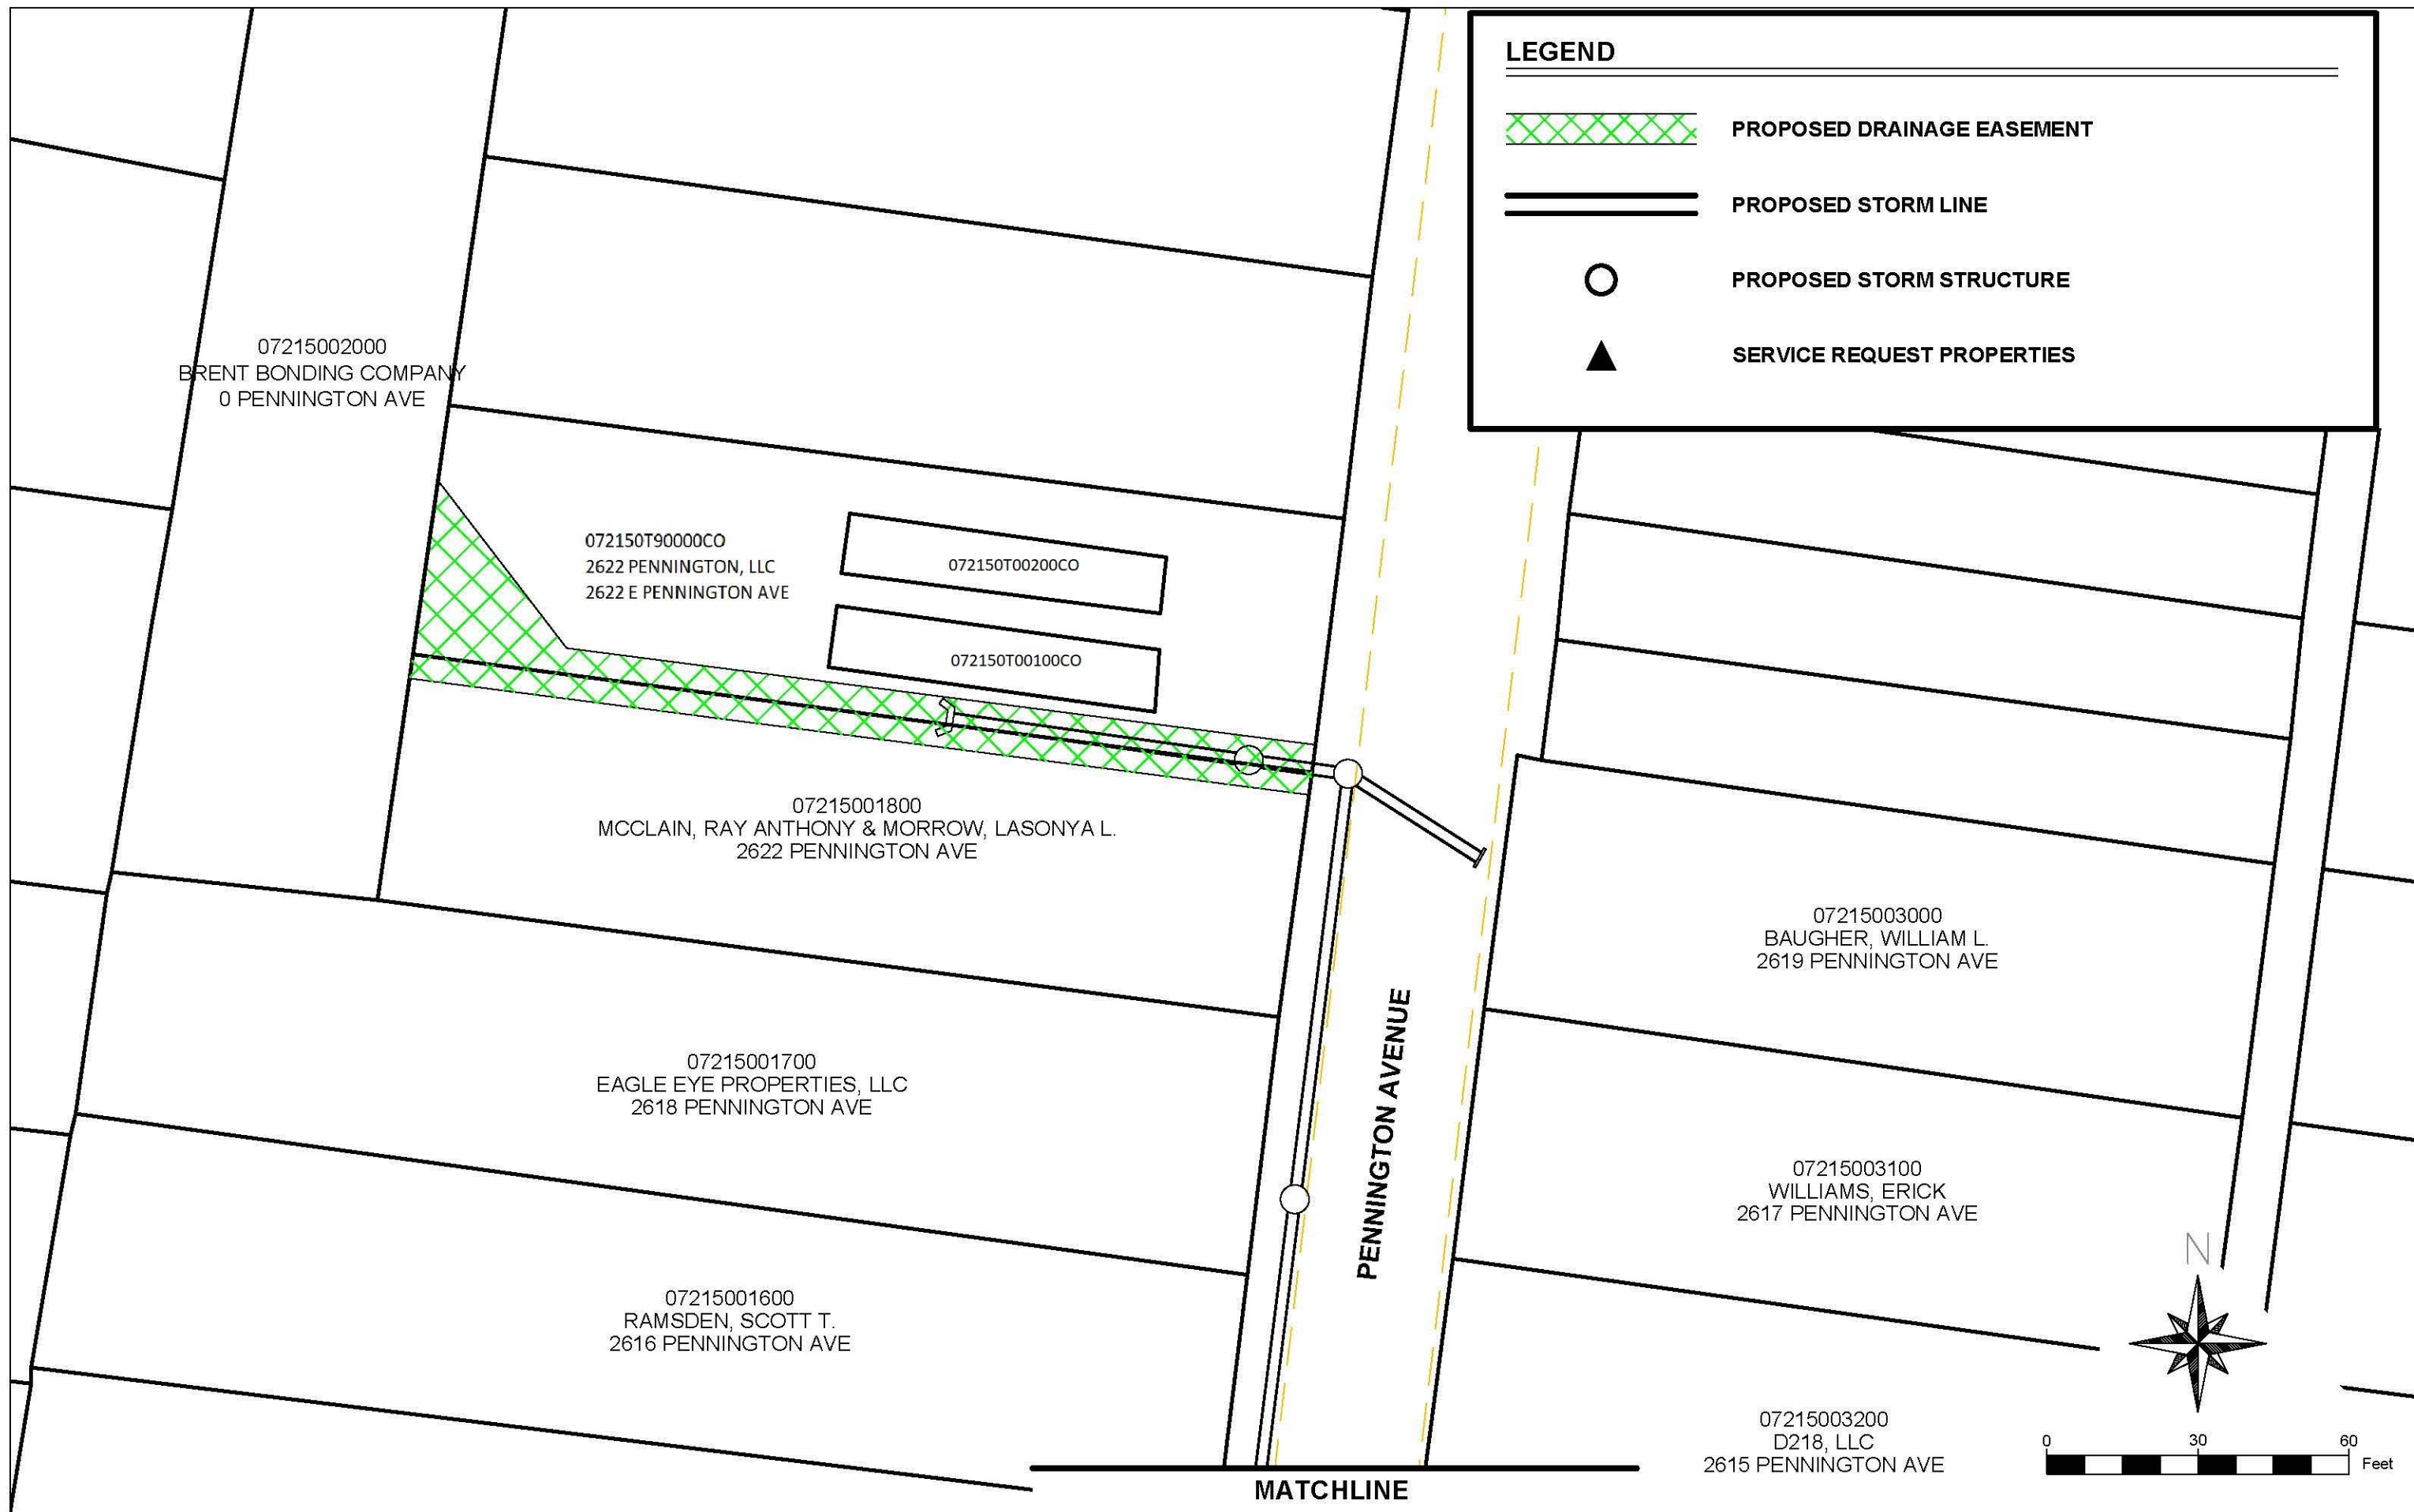 LEGEND
PROPOSED DRAINAGE EASEMENT
PROPOSED STORM LINE
PROPOSED STORM STRUCTURE
SERVICE REQUEST PROPERTIES
07215002000
BRENT BONDING COMPANY
0 PENNINGTON AVE
072150T90000CO
2622 PENNINGTON, LLC
2622 E PENNINGTON AVE
072150T00200CO
072150T00100CO
07215001800
MCCLAIN, RAY ANTHONY & MORROW, LASONYA L.
2622 PENNINGTON AVE
07215003000
BAUGHER, WILLIAM L.
2619 PENNINGTON AVE
PENNINGTON AVENUE
07215001700
EAGLE EYE PROPERTIES, LLC
2618 PENNINGTON AVE
07215003100
WILLIAMS, ERICK
2617 PENNINGTON AVE
N
07215001600
RAMSDEN, SCOTT T.
2616 PENNINGTON AVE
07215003200
D218, LLC
2615 PENNINGTON AVE
0 30 60
Feet
MATCHLINE